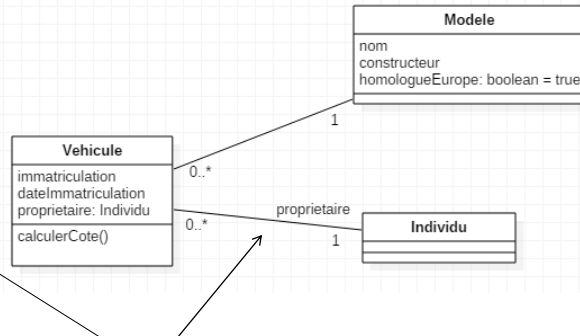 Modele
nom
constructeur
homologueEurope: boolean = true
1
Vehicule
immatriculation
dateImmatriculation
proprietaire: Individu
calculerCote()
0..*
0..*
proprietaire
1
Individu